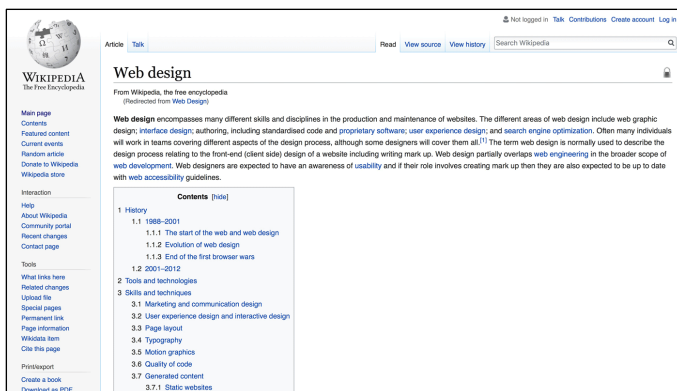 Not logged in Talk Contributions Create account Log in
Article Talk Read View source View history Search Wikipedia
WIKIPEDIA
The Free Encyclopedia
Main page
Contents
Featured content
Current events
Random article
Donate to Wikipedia
Wikipedia store
Interaction
Help
About Wikipedia
Community portal
Recent changes
Contact page
Tools
What links here
Related changes
Upload file
Special pages
Permanent link
Page information
Wikidata item
Cite this page
Print/export
Create a book
Download as PDF
Web design
From Wikipedia, the free encyclopedia
(Redirected from Web Design)
Web design encompasses many different skills and disciplines in the production and maintenance of websites. The different areas of web design include web graphic
design; interface design; authoring, including standardised code and proprietary software; user experience design; and search engine optimization. Often many individuals
will work in teams covering different aspects of the design process, although some designers will cover them all.[1] The term web design is normally used to describe the
design process relating to the front-end (client side) design of a website including writing mark up. Web design partially overlaps web engineering in the broader scope of
web development. Web designers are expected to have an awareness of usability and if their role involves creating mark up then they are also expected to be up to date
with web accessibility guidelines.
Contents [hide]
1 History
1.1 1988–2001
1.1.1 The start of the web and web design
1.1.2 Evolution of web design
1.1.3 End of the first browser wars
1.2 2001–2012
2 Tools and technologies
3 Skills and techniques
3.1 Marketing and communication design
3.2 User experience design and interactive design
3.3 Page layout
3.4 Typography
3.5 Motion graphics
3.6 Quality of code
3.7 Generated content
3.7.1 Static websites